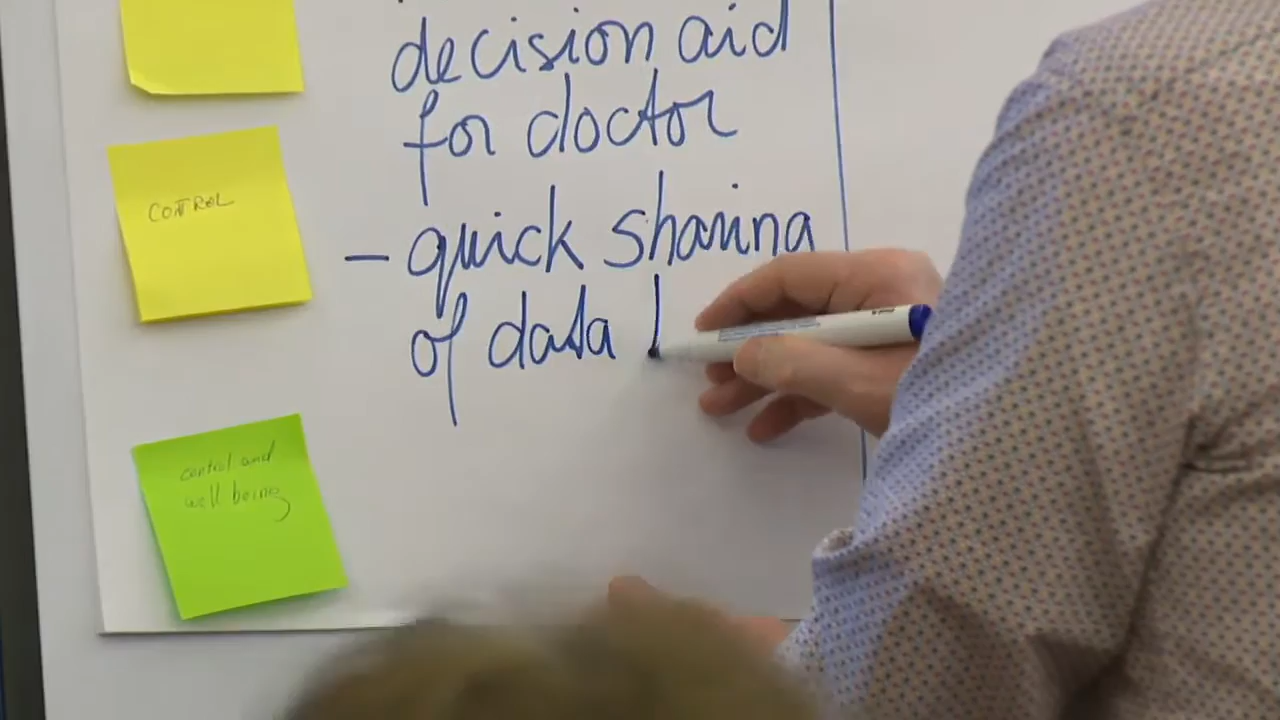 decision aid
for doctor
- quick sharing
of data
CONTROL
control and
well being